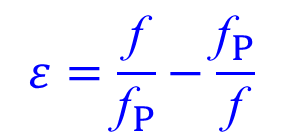 ε = f/f_P − f_P/f